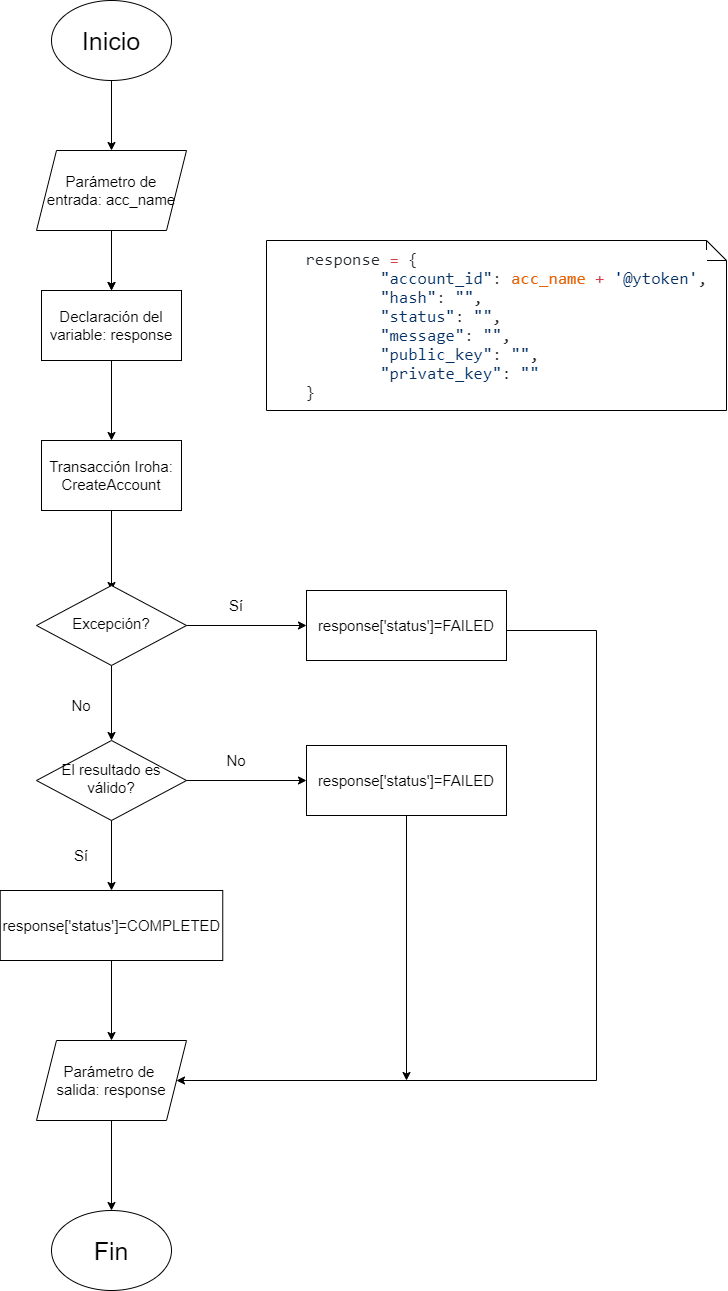 Inicio
Parámetro de
entrada: acc_name
response = {
"account_id": acc_name + '@ytoken',
"hash": "",
"status": "",
"message": "",
"public_key": "",
"private_key": ""
}
Declaración del
variable: response
Transacción Iroha:
CreateAccount
Excepción?
Sí
response['status']=FAILED
No
El resultado es
válido?
No
response['status']=FAILED
Sí
response['status']=COMPLETED
Parámetro de
salida: response
Fin